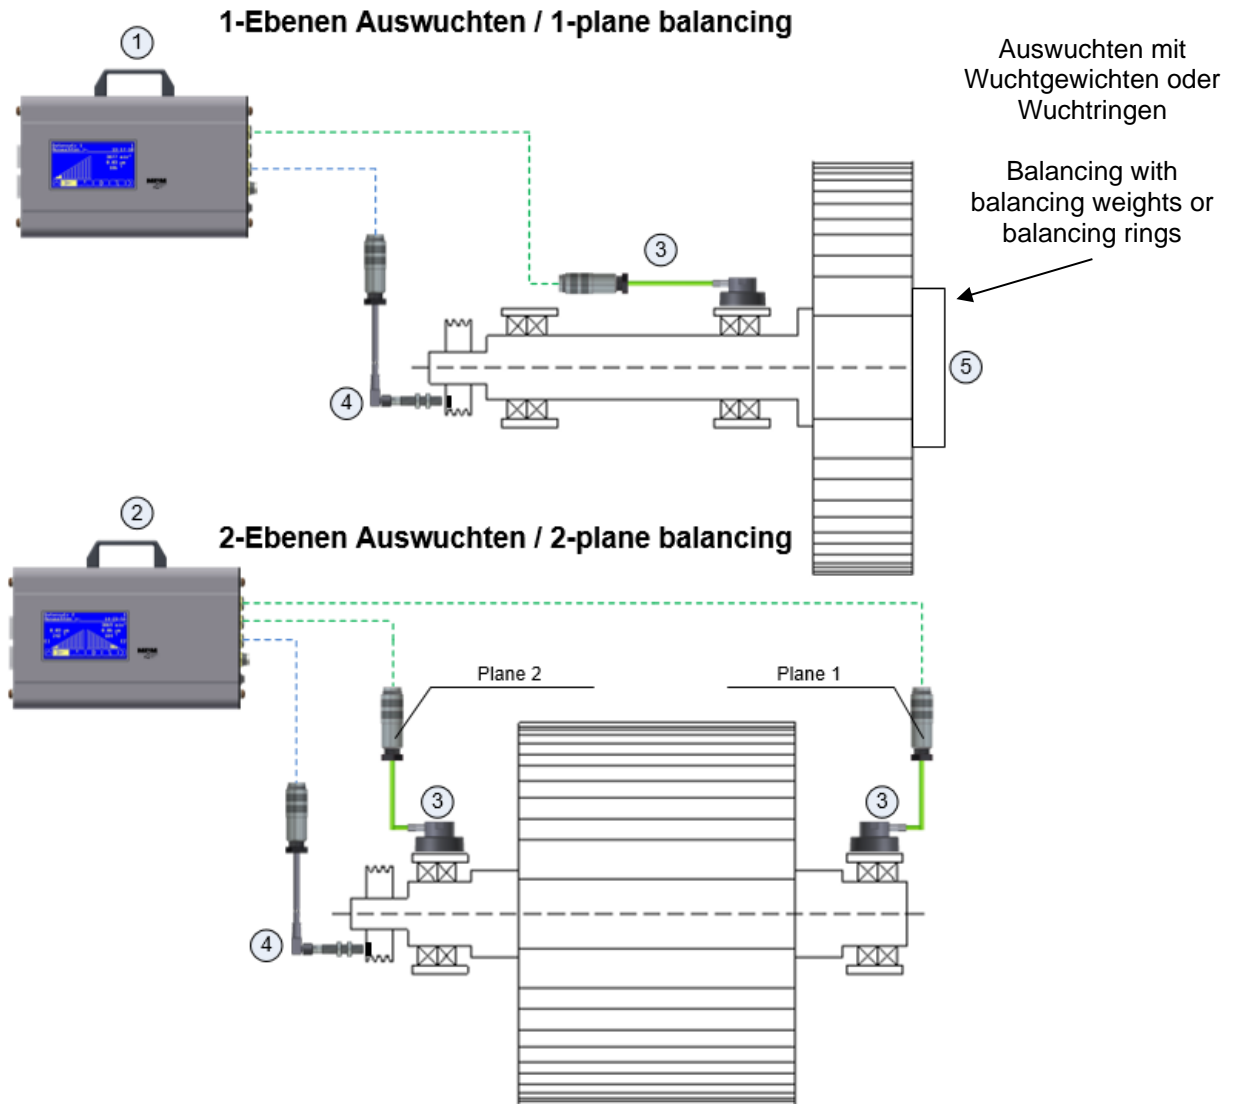 1-Ebenen Auswuchten / 1-plane balancing
1
Auswuchten mit
Wuchtgewichten oder
Wuchtringen
Balancing with
balancing weights or
balancing rings
3
5
4
2
2-Ebenen Auswuchten / 2-plane balancing
Plane 2
Plane 1
3
3
4